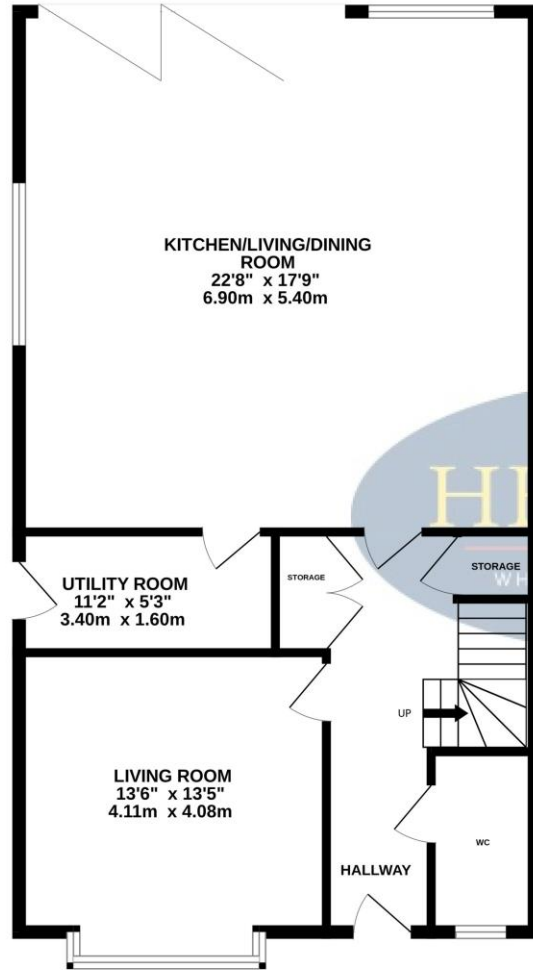 KITCHEN/LIVING/DINING
ROOM
22'8" x 17'9"
6.90m x 5.40m
UTILITY ROOM
11'2" x 5'3"
3.40m x 1.60m
STORAGE
STORAGE
UP
LIVING ROOM
13'6" x 13'5"
4.11m x 4.08m
HALLWAY
WC